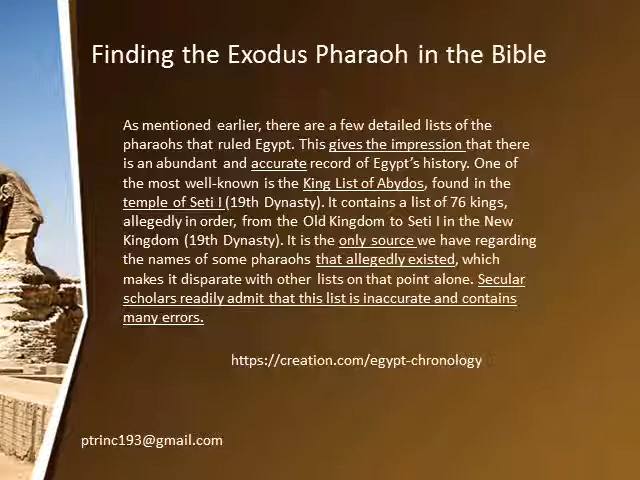 Finding the Exodus Pharaoh in the Bible
As mentioned earlier, there are a few detailed lists of the
pharaohs that ruled Egypt. This gives the impression that there
is an abundant and accurate record of Egypt's history. One of
the most well-known is the King List of Abydos, found in the
temple of Seti I (19th Dynasty). It contains a list of 76 kings,
allegedly in order, from the Old Kingdom to Seti I in the New
Kingdom (19th Dynasty). It is the only source we have regarding
the names of some pharaohs that allegedly existed, which
makes it disparate with other lists on that point alone. Secular
scholars readily admit that this list is inaccurate and contains
many errors.
https://creation.com/egypt-chronology
ptrinc193@gmail.com